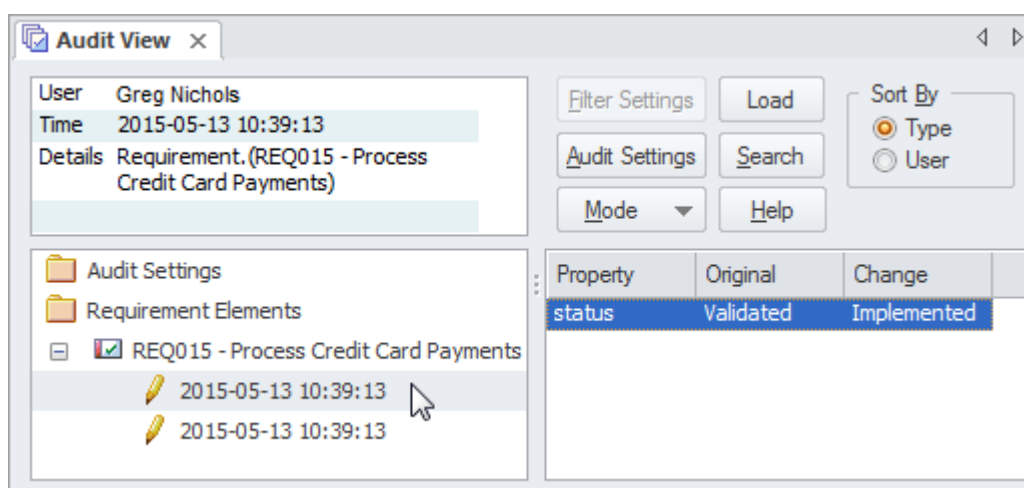 Audit View
User Greg Nichols
Time 2015-05-13 10:39:13
Details Requirement.(REQ015 - Process
Credit Card Payments)
Filter Settings
Load
Audit Settings
Search
Mode
Help
Sort By
Type
User
Audit Settings
Requirement Elements
REQ015 - Process Credit Card Payments
2015-05-13 10:39:13
2015-05-13 10:39:13
Property Original Change
status Validated Implemented